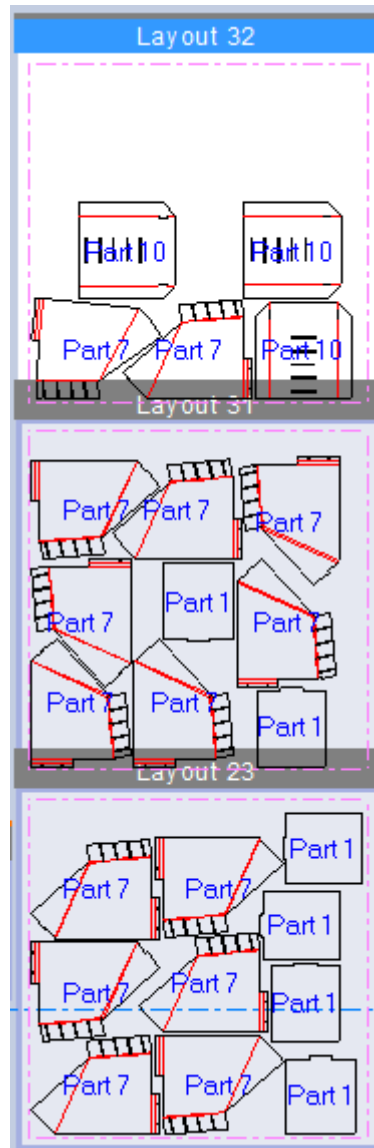 Layout 32
Part 10 Part 10
Part 7 Part 7 Part 10
Layout 31
Part 7 Part 7 Part 7
Part 7 Part 1 Part 7
Part 7 Part 7 Part 1
Layout 23
Part 7 Part 7 Part 1
Part 1
Part 7 Part 7 Part 1
Part 7 Part 7 Part 1